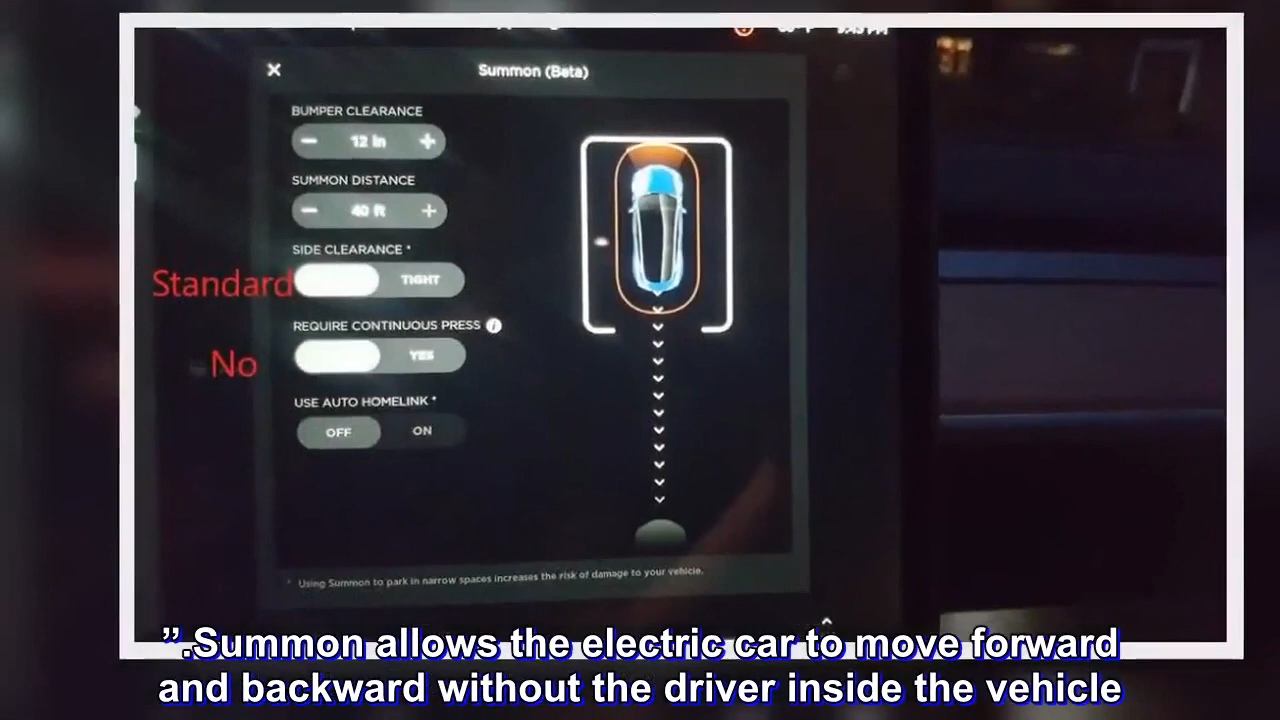 Summon (Beta)
BUMPER CLEARANCE
12 in
SUMMON DISTANCE
40 ft
SIDE CLEARANCE *
Standard
TIGHT
REQUIRE CONTINUOUS PRESS
No
YES
USE AUTO HOMELINK *
OFF
ON
* Using Summon to park in narrow spaces increases the risk of damage to your vehicle.
”.Summon allows the electric car to move forward
and backward without the driver inside the vehicle